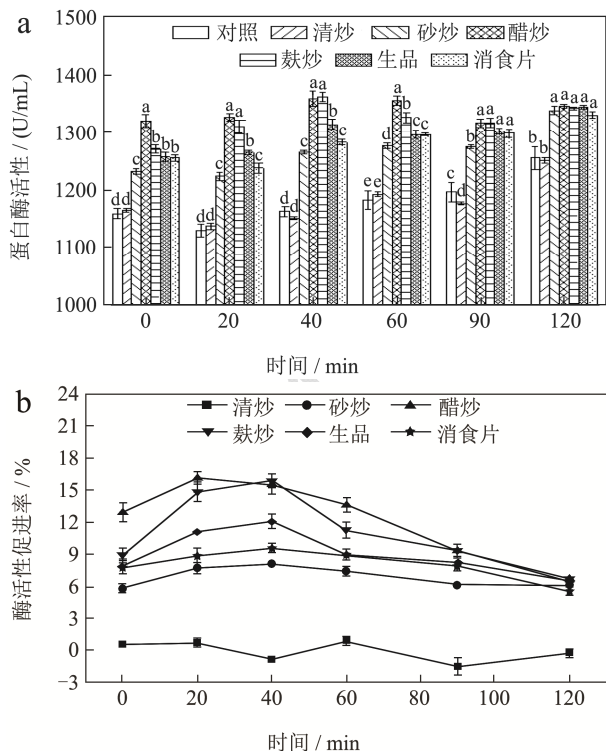 a
对照 清炒 砂炒 醋炒
麸炒 生品 消食片
蛋白酶活性 / (U/mL)
1500
1400
1300
1200
1100
1000
d d c a b b b
d d c a a b c
d d c a a b c
e e d a b c c
c d b a a a a
b b a a a a a
0 20 40 60 90 120
时间 / min
b
清炒 砂炒 醋炒
麸炒 生品 消食片
酶活性促进率 / %
24
21
18
15
12
9
6
3
0
−3
0 20 40 60 80 100 120
时间 / min